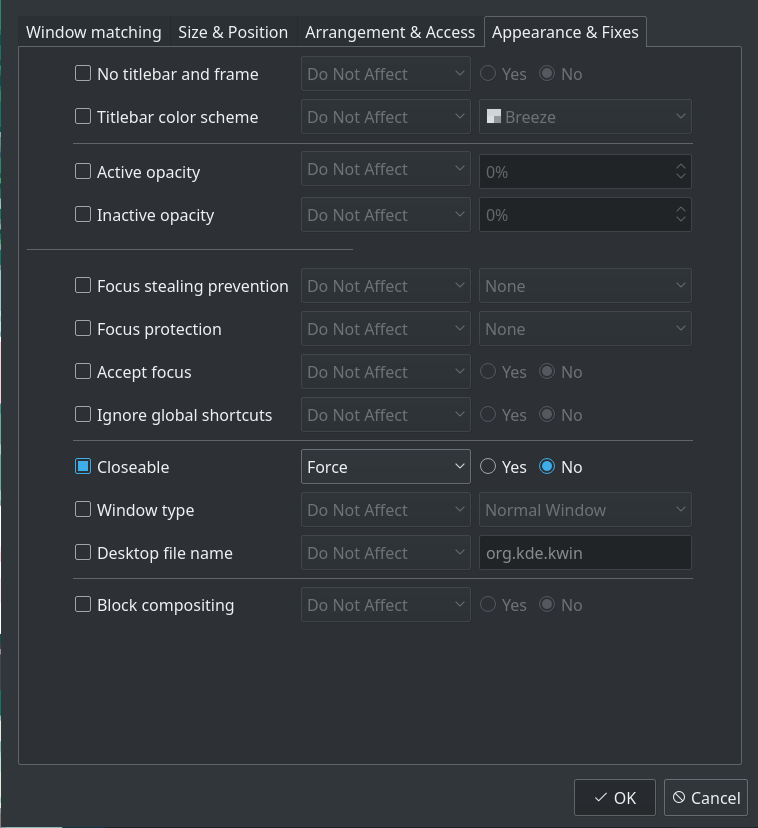 Window matching Size & Position Arrangement & Access Appearance & Fixes
No titlebar and frame Do Not Affect Yes No
Titlebar color scheme Do Not Affect Breeze
Active opacity Do Not Affect 0%
Inactive opacity Do Not Affect 0%
Focus stealing prevention Do Not Affect None
Focus protection Do Not Affect None
Accept focus Do Not Affect Yes No
Ignore global shortcuts Do Not Affect Yes No
Closeable Force Yes No
Window type Do Not Affect Normal Window
Desktop file name Do Not Affect org.kde.kwin
Block compositing Do Not Affect Yes No
OK Cancel